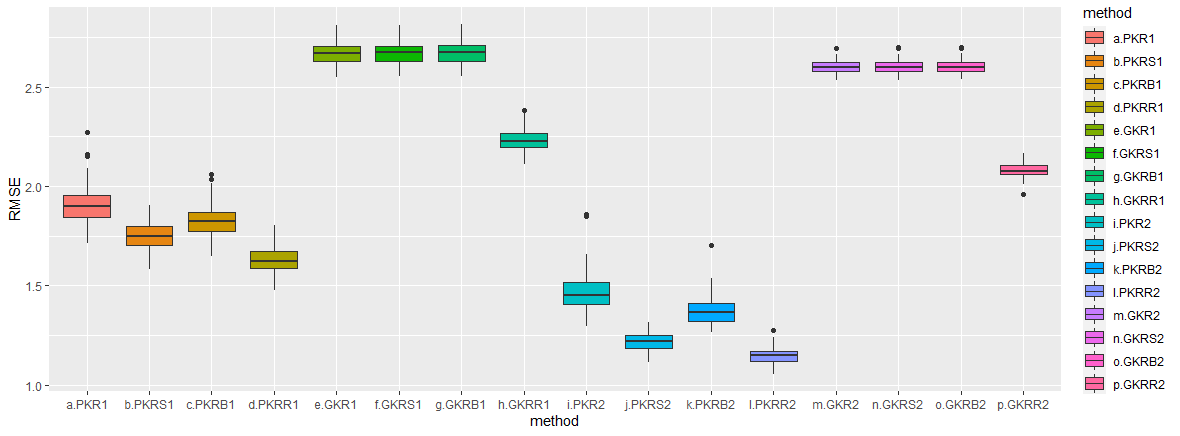 method
a.PKR1
b.PKRS1
c.PKRB1
d.PKRR1
e.GKR1
f.GKRS1
g.GKRB1
h.GKRR1
i.PKR2
j.PKRS2
k.PKRB2
l.PKRR2
m.GKR2
n.GKRS2
o.GKRB2
p.GKRR2
RMSE
2.5
2.0
1.5
1.0
a.PKR1 b.PKRS1 c.PKRB1 d.PKRR1 e.GKR1 f.GKRS1 g.GKRB1 h.GKRR1 i.PKR2 j.PKRS2 k.PKRB2 l.PKRR2 m.GKR2 n.GKRS2 o.GKRB2 p.GKRR2
method